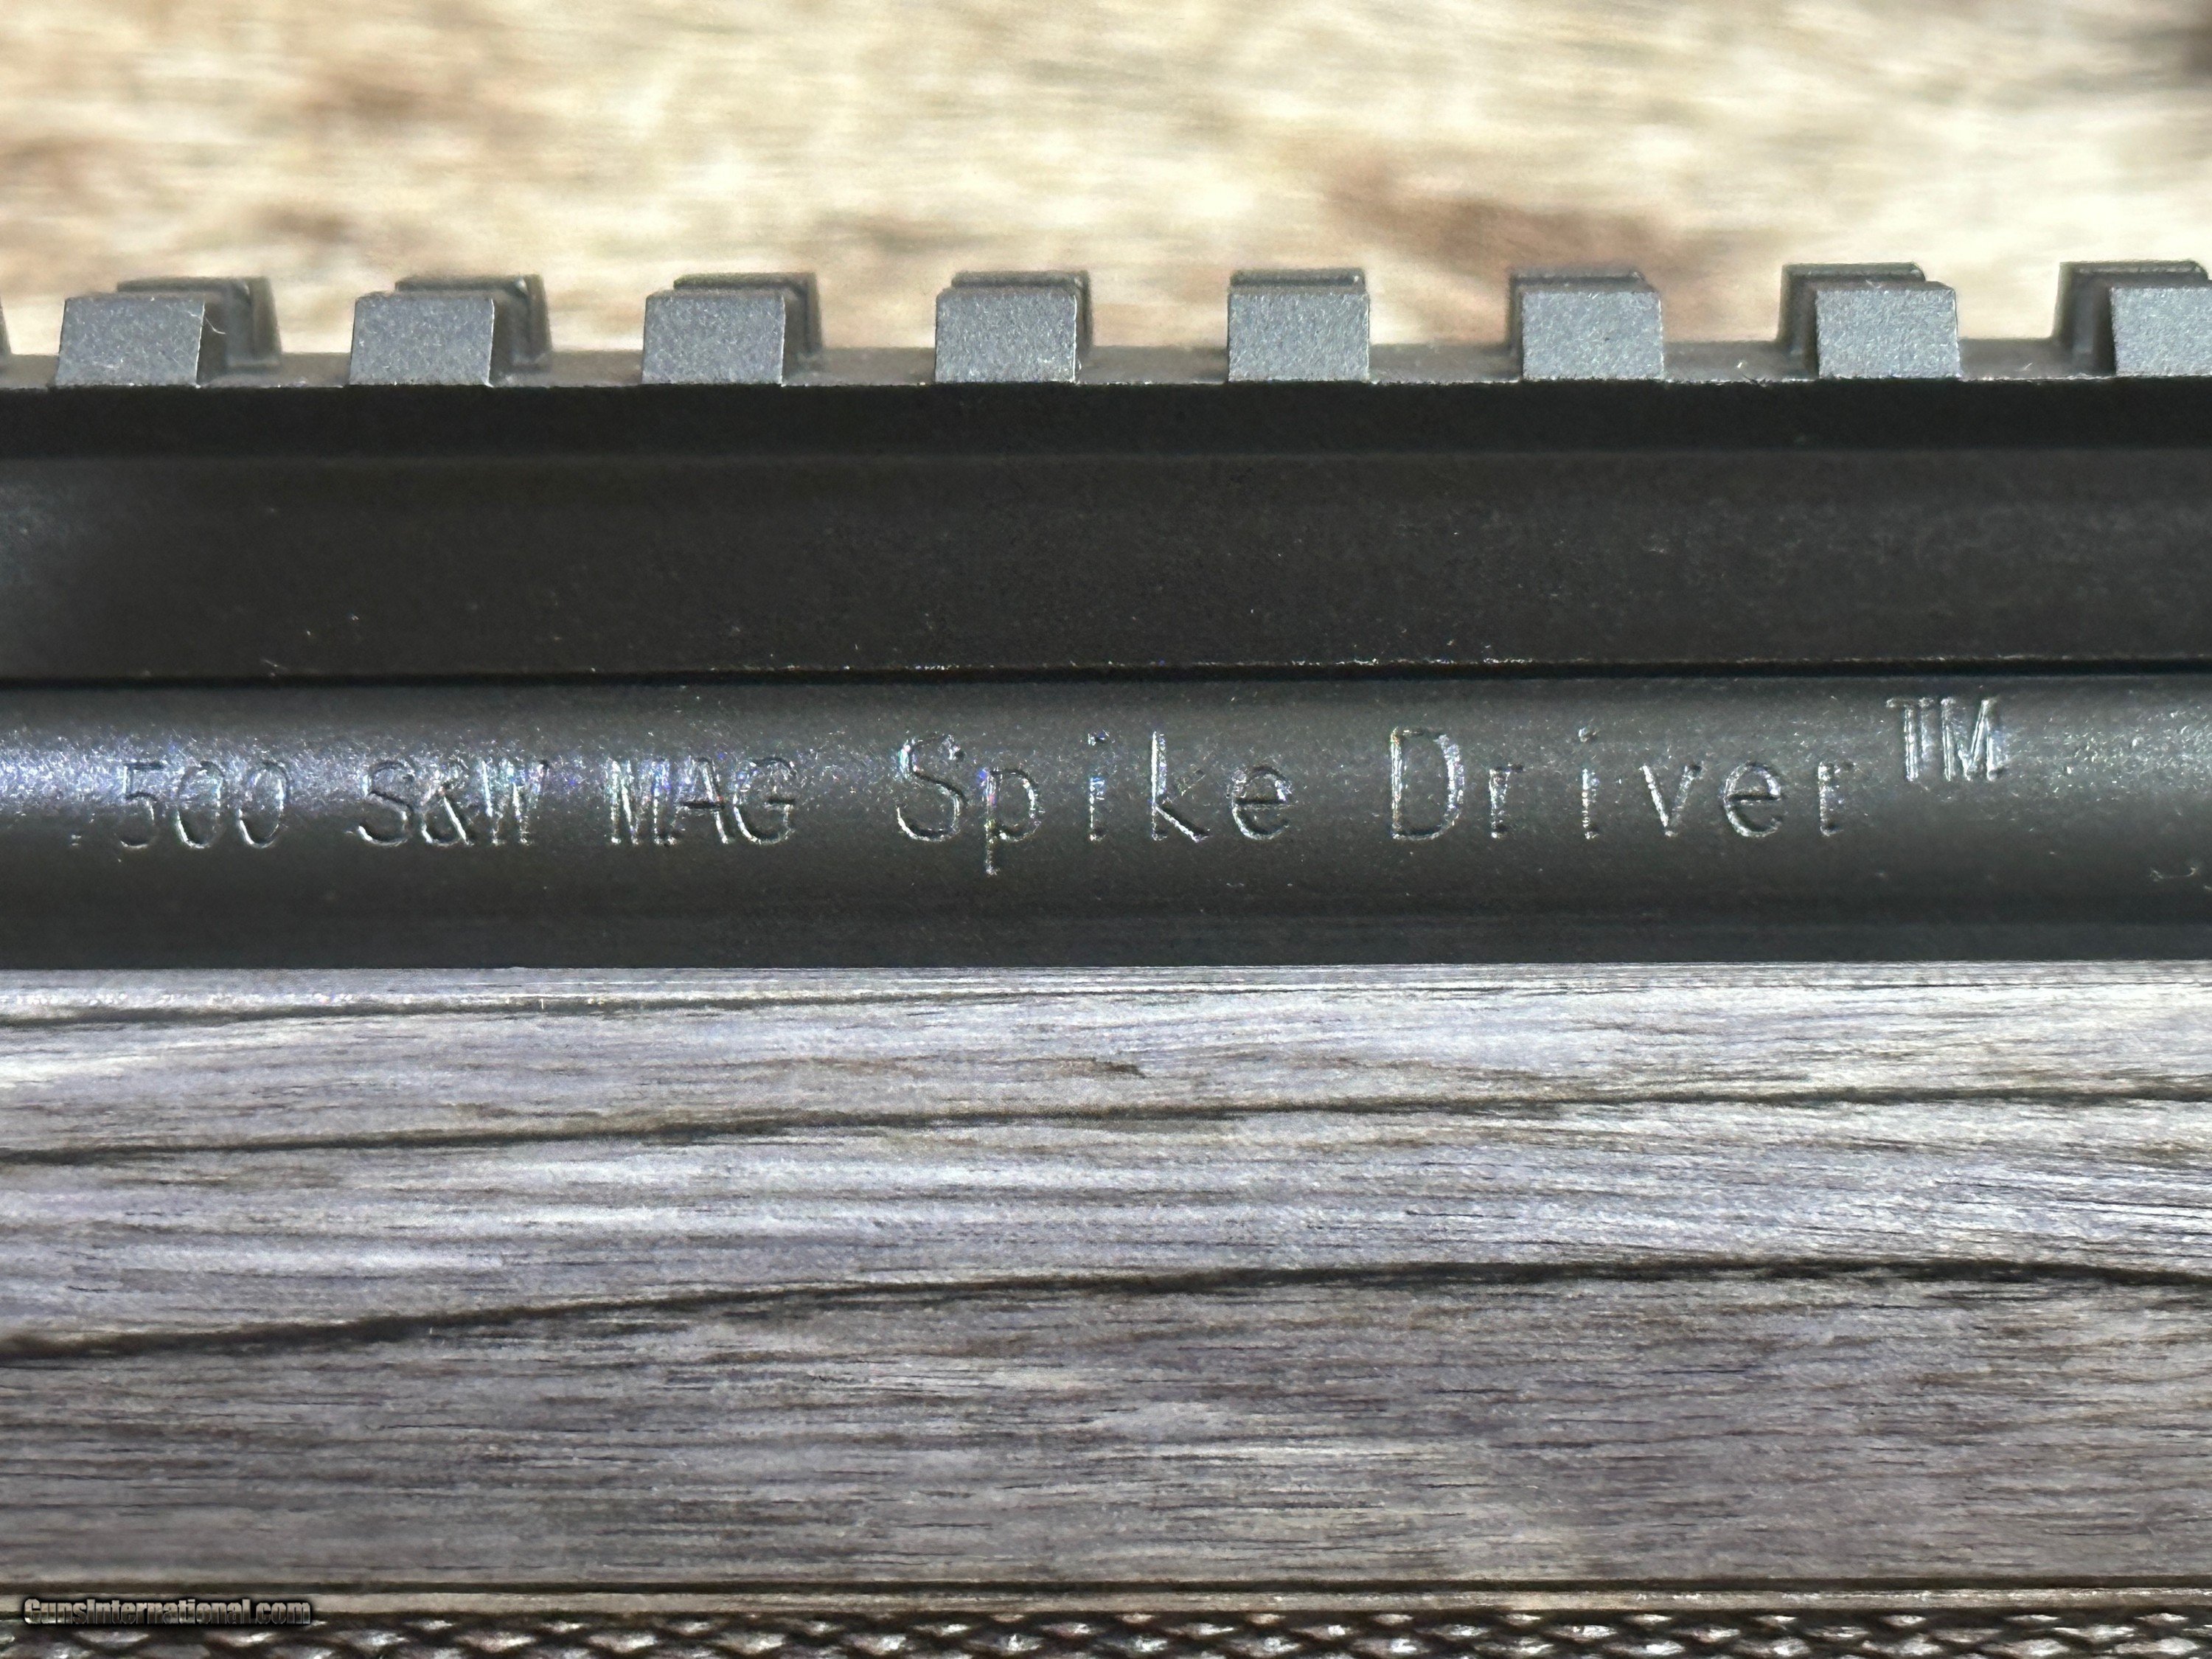 .500 S&W MAG Spike Driver™
GunsInternational.com